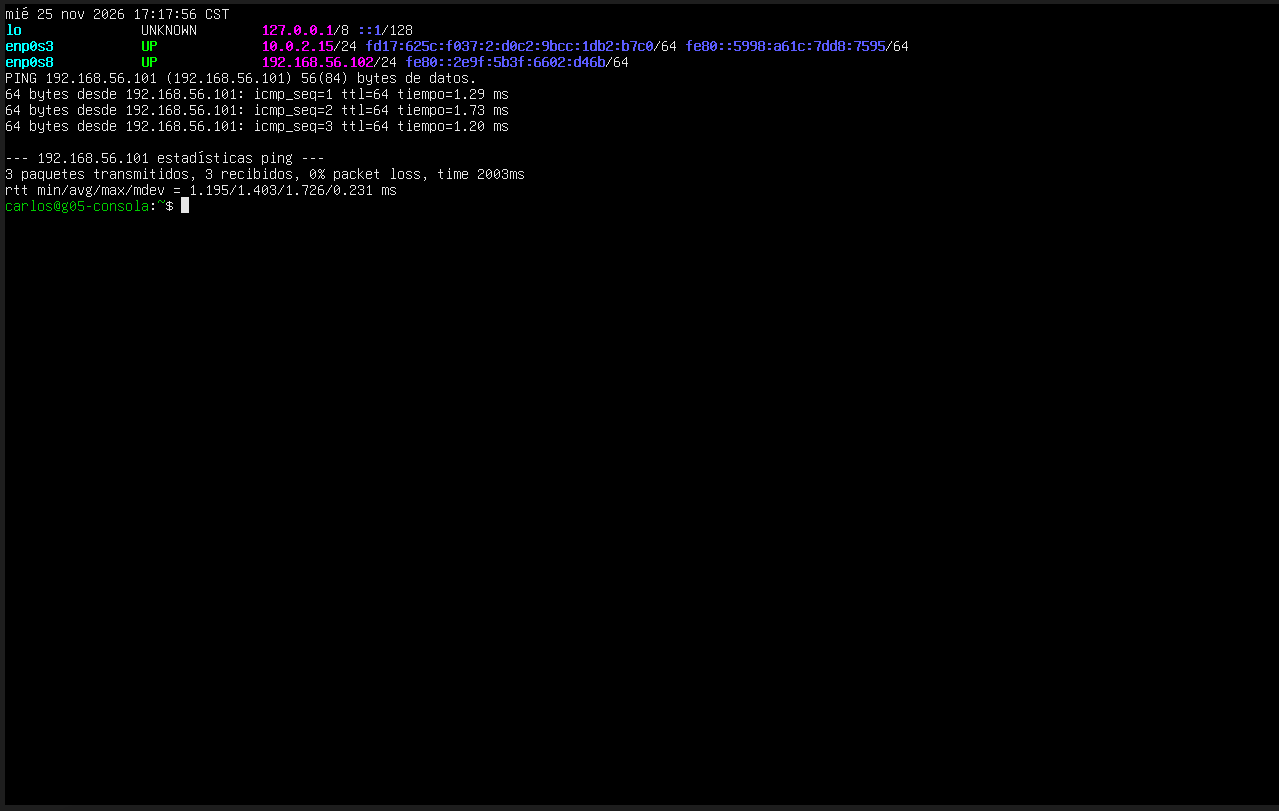 mié 25 nov 2026 17:17:56 CST
lo UNKNOWN 127.0.0.1/8 ::1/128
enp0s3 UP 10.0.2.15/24 fd17:625c:f037:2:d0c2:9bcc:1db2:b7c0/64 fe80::5998:a61c:7dd8:7595/64
enp0s8 UP 192.168.56.102/24 fe80::2e9f:5b3f:6602:d46b/64
PING 192.168.56.101 (192.168.56.101) 56(84) bytes de datos.
64 bytes desde 192.168.56.101: icmp_seq=1 ttl=64 tiempo=1.29 ms
64 bytes desde 192.168.56.101: icmp_seq=2 ttl=64 tiempo=1.73 ms
64 bytes desde 192.168.56.101: icmp_seq=3 ttl=64 tiempo=1.20 ms
--- 192.168.56.101 estadísticas ping ---
3 paquetes transmitidos, 3 recibidos, 0% packet loss, time 2003ms
rtt min/avg/max/mdev = 1.195/1.403/1.726/0.231 ms
carlos@g05-consola:~$